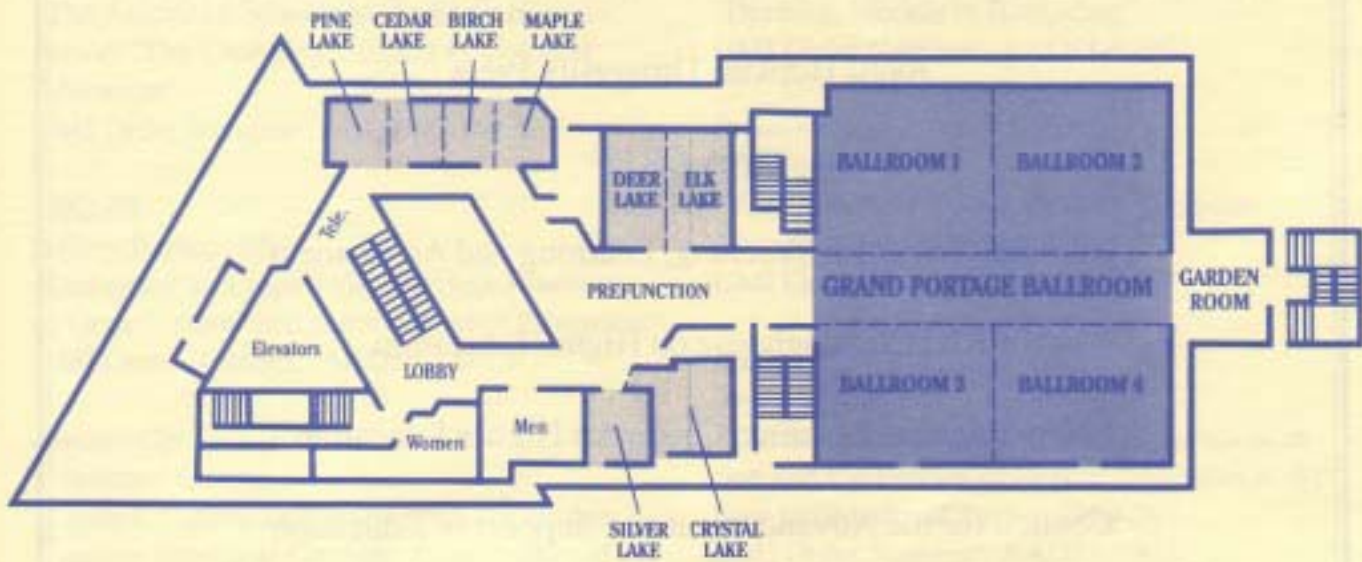 PINE LAKE
CEDAR LAKE
BIRCH LAKE
MAPLE LAKE
DEER LAKE
ELK LAKE
BALLROOM 1
BALLROOM 2
Tele.
PREFUNCTION
GRAND PORTAGE BALLROOM
GARDEN ROOM
Elevators
LOBBY
BALLROOM 3
BALLROOM 4
Men
Women
SILVER LAKE
CRYSTAL LAKE